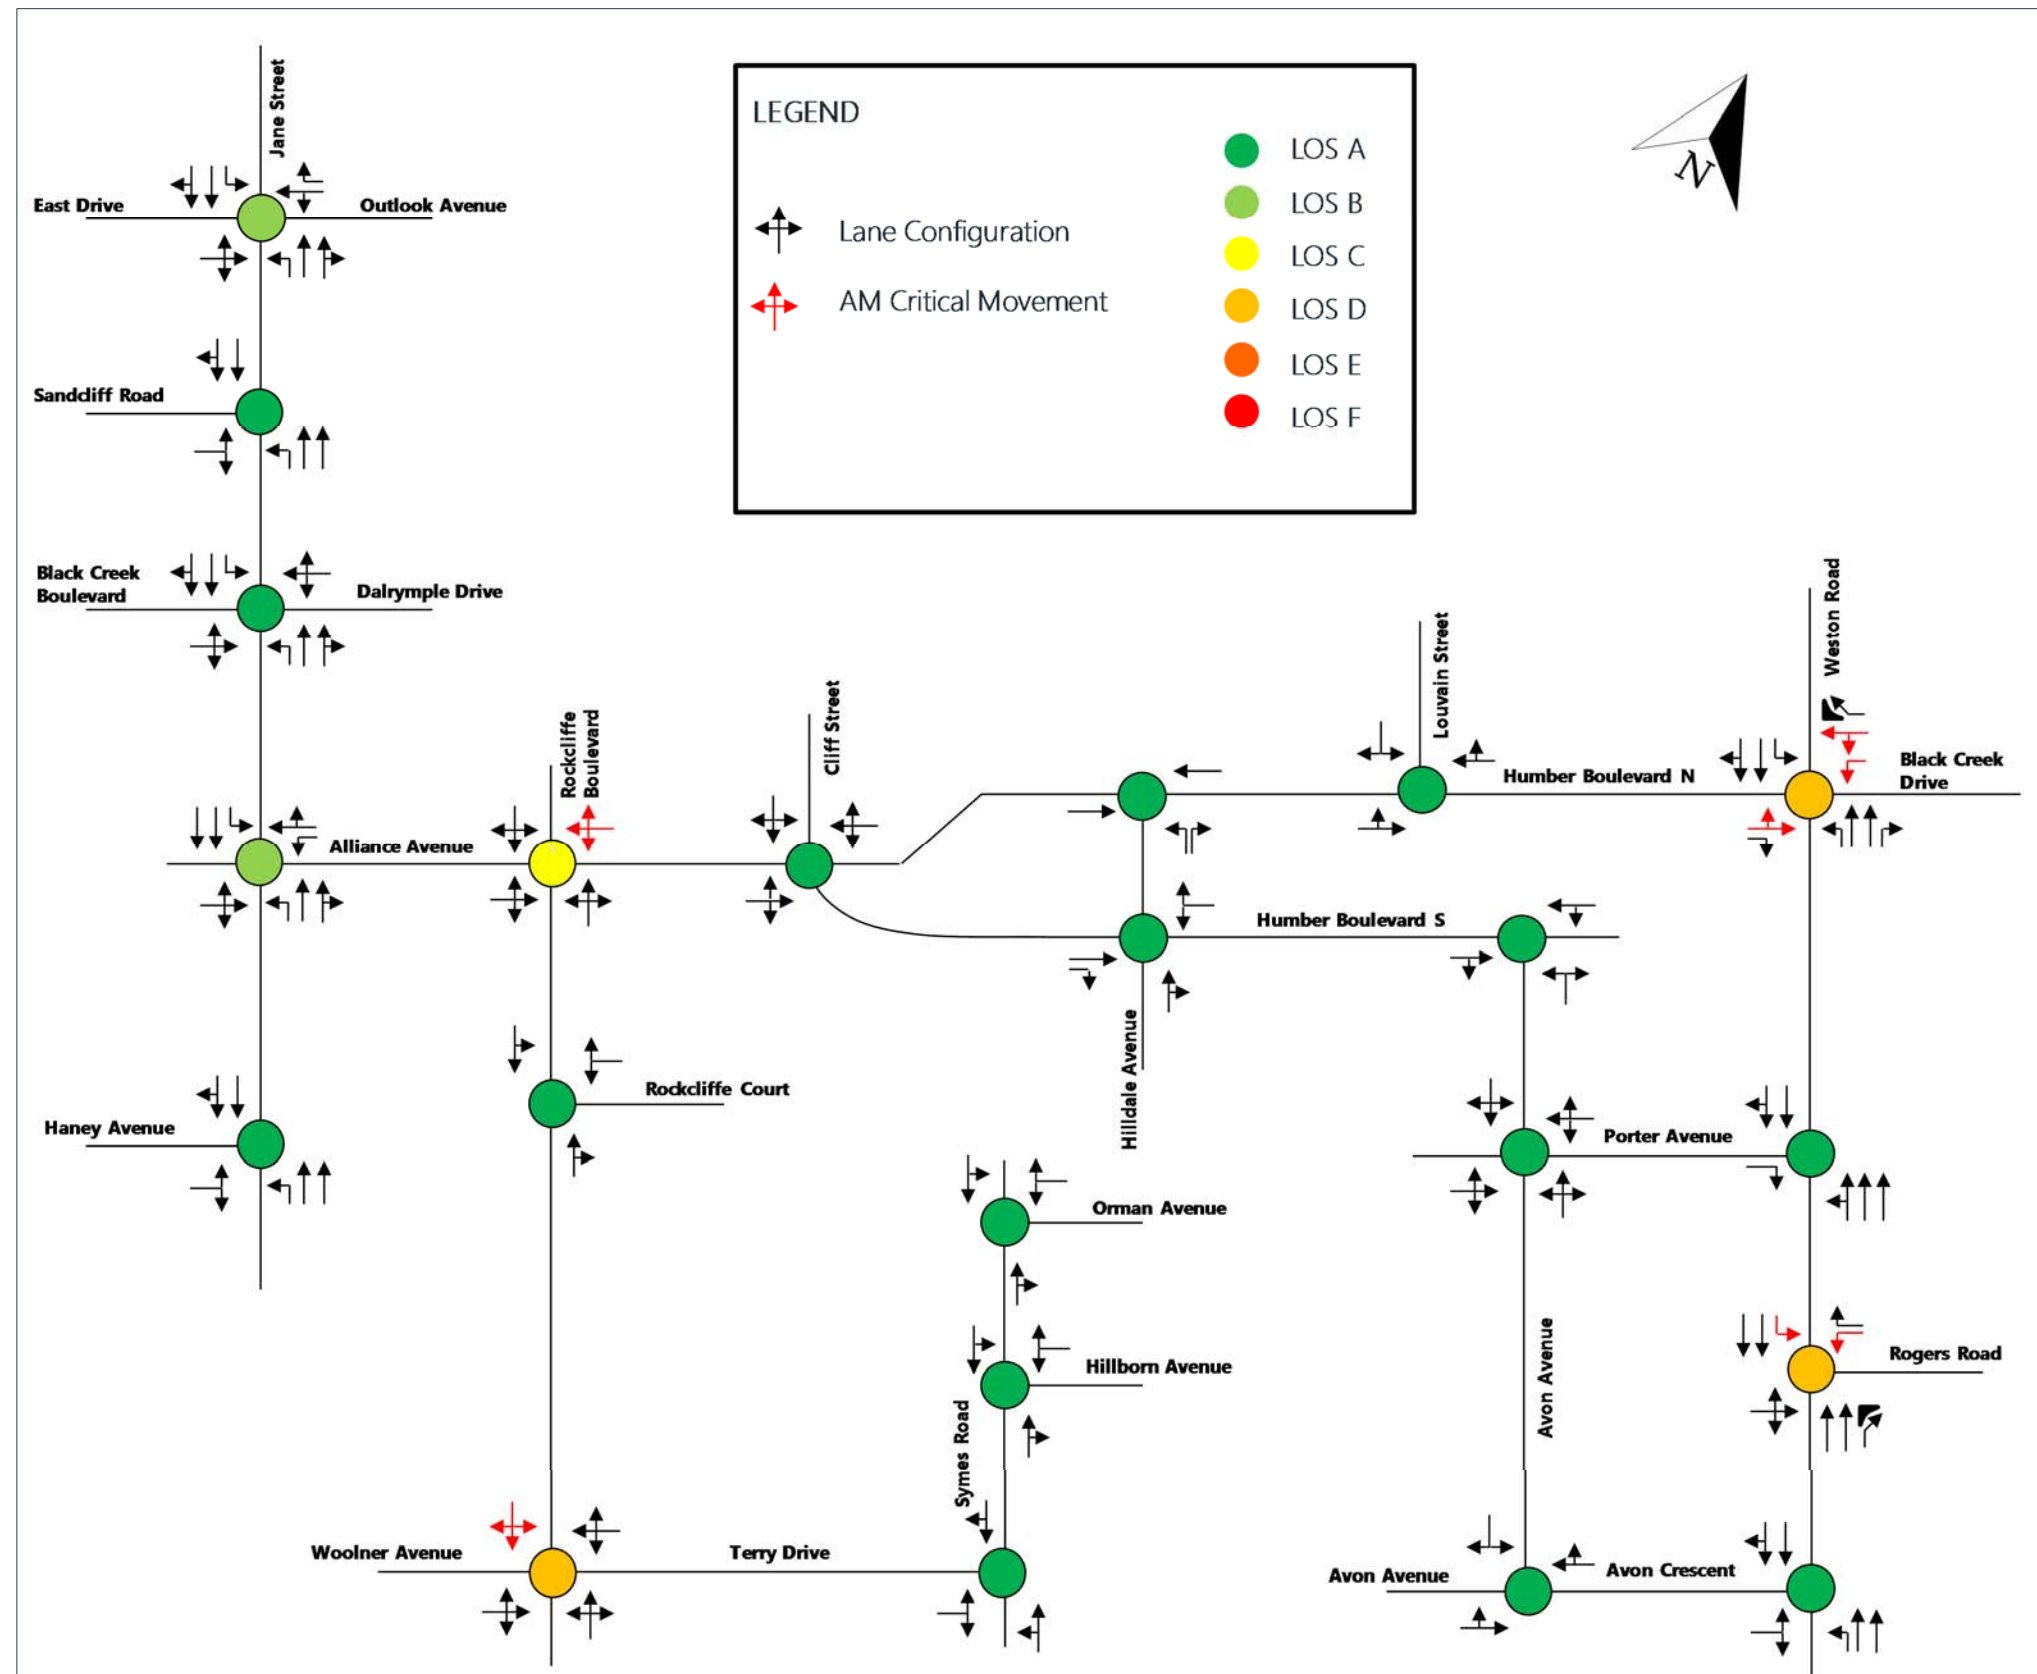 Jane Street
East Drive
Outlook Avenue
LEGEND
Lane Configuration
AM Critical Movement
LOS A
LOS B
LOS C
LOS D
LOS E
LOS F
N
Sandcliff Road
Black Creek
Boulevard
Dalrymple Drive
Alliance Avenue
Rockcliffe
Boulevard
Cliff Street
Louvain Street
Weston Road
Humber Boulevard N
Black Creek
Drive
Humber Boulevard S
Hilldale Avenue
Haney Avenue
Rockcliffe Court
Porter Avenue
Orman Avenue
Hillborn Avenue
Symes Road
Avon Avenue
Rogers Road
Woolner Avenue
Terry Drive
Avon Avenue
Avon Crescent